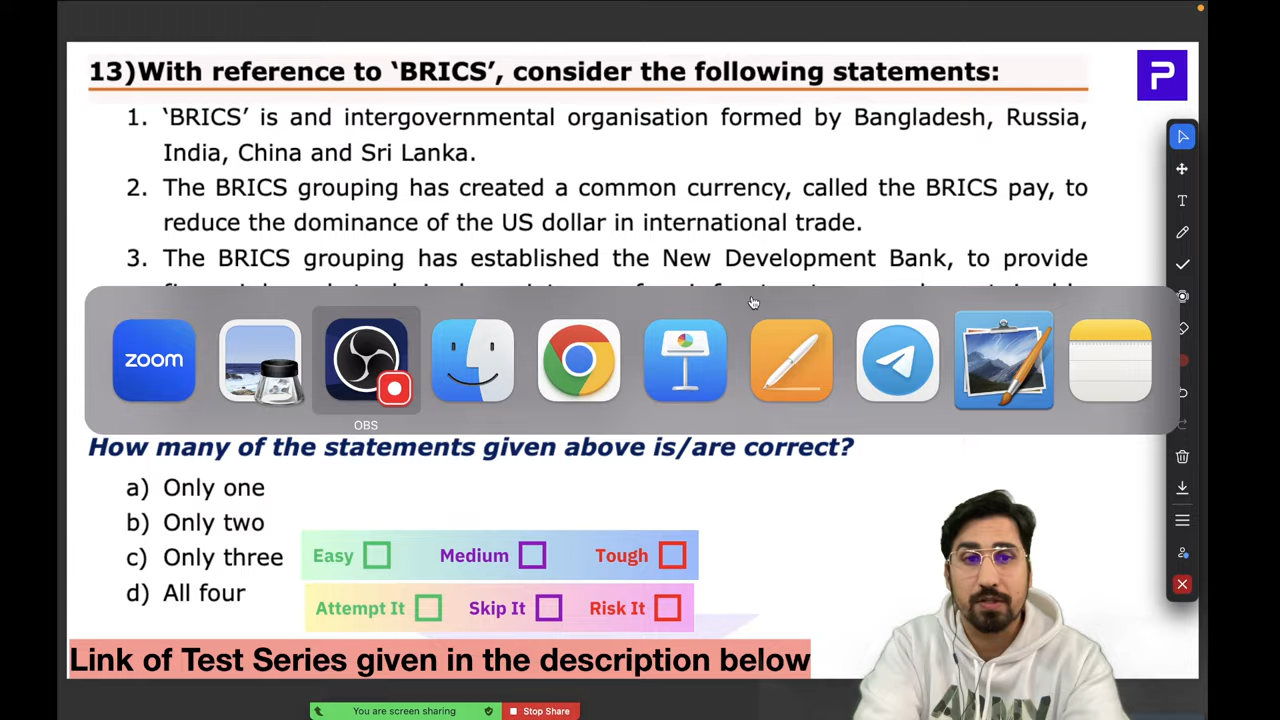 13)With reference to ‘BRICS’, consider the following statements:
1. ‘BRICS’ is and intergovernmental organisation formed by Bangladesh, Russia,
India, China and Sri Lanka.
2. The BRICS grouping has created a common currency, called the BRICS pay, to
reduce the dominance of the US dollar in international trade.
3. The BRICS grouping has established the New Development Bank, to provide
zoom
OBS
How many of the statements given above is/are correct?
a) Only one
b) Only two
c) Only three
d) All four
Easy Medium Tough
Attempt It Skip It Risk It
Link of Test Series given in the description below
ARMY
You are screen sharing Stop Share